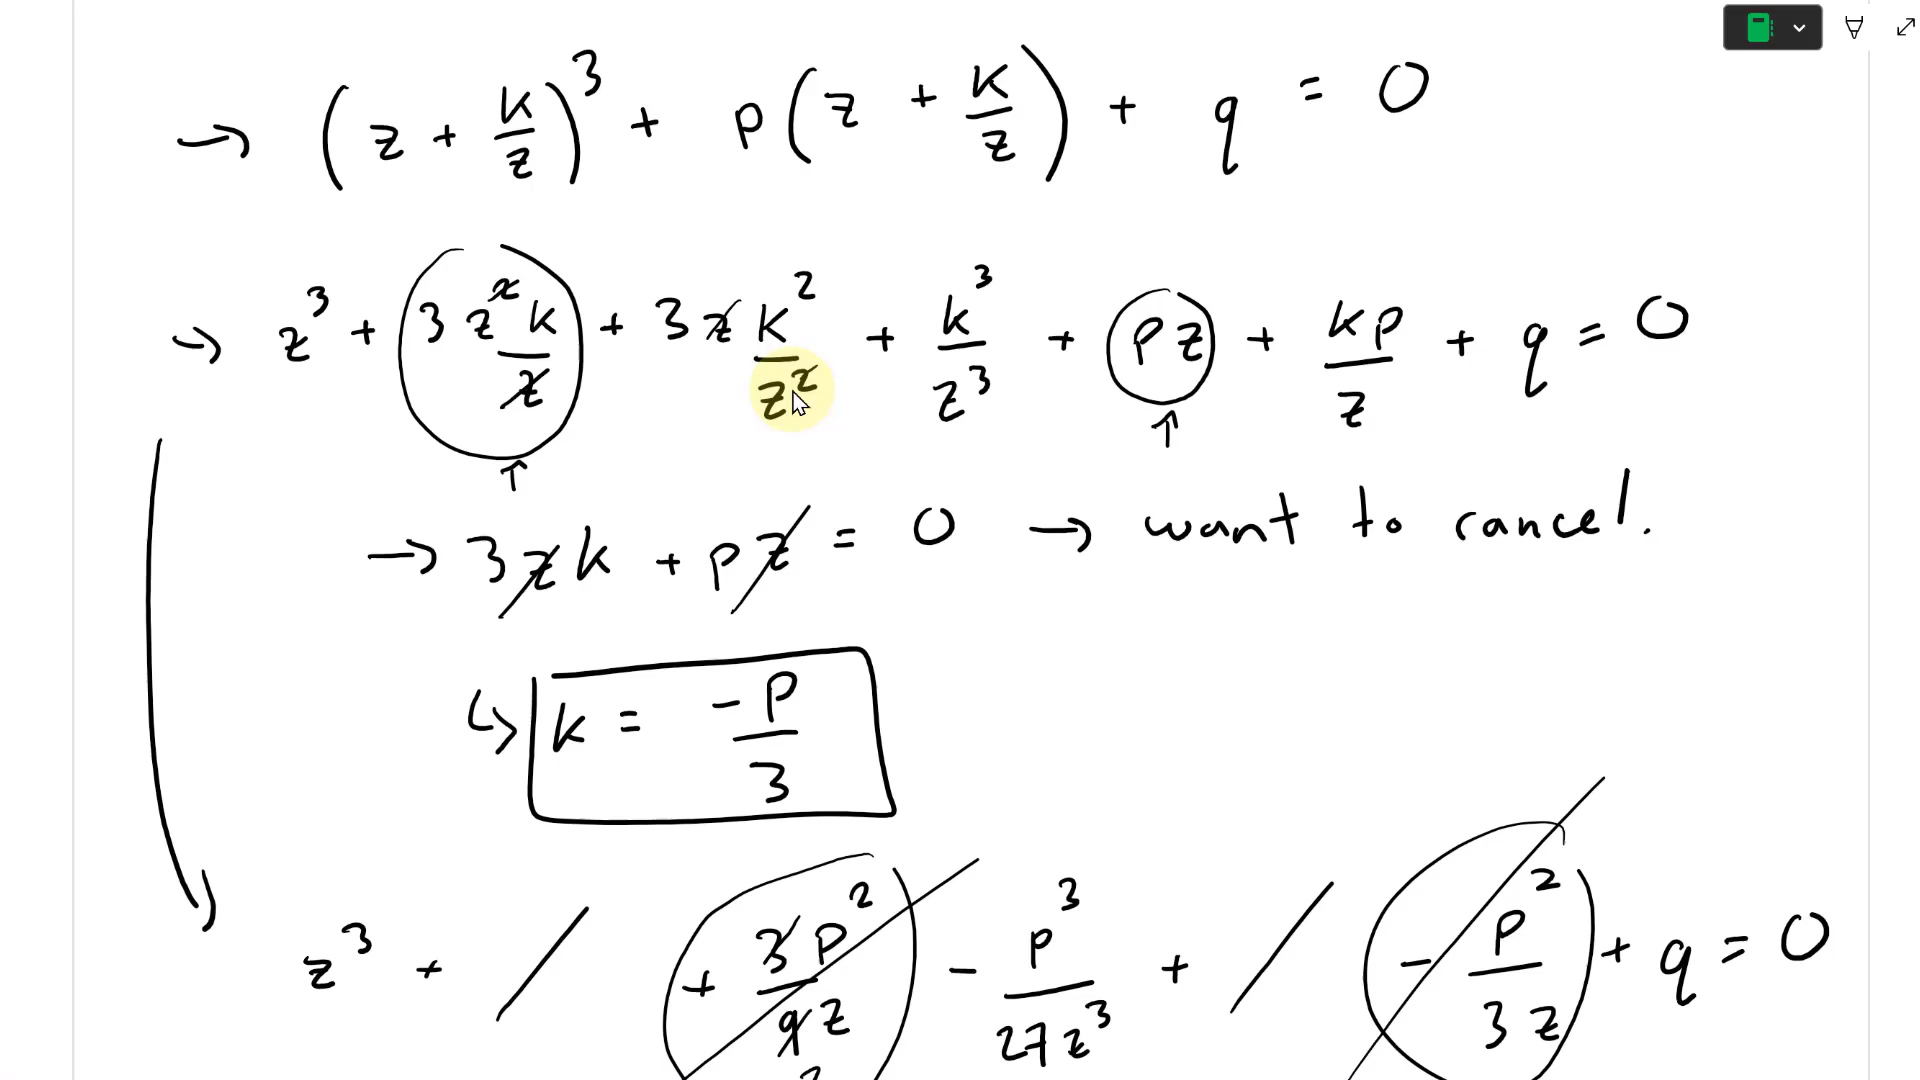 → (z + k/z)³ + p(z + k/z) + q = 0
→ z³ + 3z²k/z + 3zk²/z² + k³/z³ + pz + kp/z + q = 0
↑ ↑
→ 3zk + pz = 0 → want to cancel.
↳ k = -p/3
z³ + / + 3p²/9z - p³/27z³ + / - p²/3z + q = 0
3